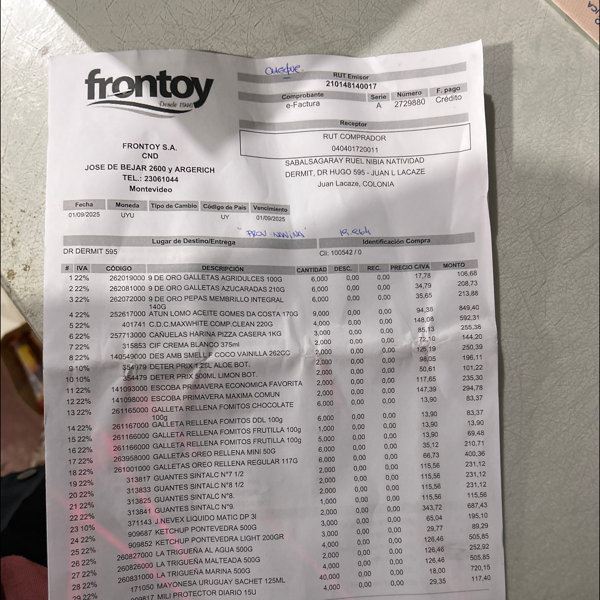 frontoy
Desde 1940
Cheque
RUT Emisor
210148140017
Comprobante Serie Número F. pago
e-Factura A 2729880 Crédito
Receptor
RUT COMPRADOR
040401720011
SABALSAGARAY RUEL NIBIA NATIVIDAD
DERMIT, DR HUGO 595 - JUAN L LACAZE
Juan Lacaze, COLONIA
FRONTOY S.A.
CND
JOSE DE BEJAR 2600 y ARGERICH
TEL.: 23061044
Montevideo
Fecha Moneda Tipo de Cambio Código de Pais Vencimiento
01/09/2025 UYU UY 01/09/2025
Lugar de Destino/Entrega Identificación Compra
DR DERMIT 595 Cli: 100542 / 0
# IVA CÓDIGO DESCRIPCIÓN CANTIDAD DESC. REC. PRECIO C/IVA MONTO
1 22% 262019000 9 DE ORO GALLETAS AGRIDULCES 100G 6,000 0,00 0,00 17,78 106,68
2 22% 262081000 9 DE ORO GALLETAS AZUCARADAS 210G 6,000 0,00 0,00 34,79 208,73
3 22% 262072000 9 DE ORO PEPAS MEMBRILLO INTEGRAL 6,000 0,00 0,00 35,65 213,88
140G
4 22% 252617000 ATUN LOMO ACEITE GOMES DA COSTA 170G 9,000 0,00 0,00 94,38 849,40
5 22% 401741 C.D.C.MAXWHITE COMP.CLEAN 220G 4,000 0,00 0,00 148,08 592,31
6 22% 257713000 CAÑUELAS HARINA PIZZA CASERA 1KG 3,000 0,00 0,00 85,13 255,38
7 22% 315853 CIF CREMA BLANCO 375ml 2,000 0,00 0,00 72,10 144,20
8 22% 140549000 DES AMB SMELL F COCO VAINILLA 262CC 2,000 0,00 0,00 125,19 250,39
9 10% 354979 DETER PRIX 1.25L ALOE BOT. 2,000 0,00 0,00 98,05 196,11
10 10% 354479 DETER PRIX 500ML LIMON BOT. 2,000 0,00 0,00 50,61 101,22
11 22% 141093000 ESCOBA PRIMAVERA ECONOMICA FAVORITA 2,000 0,00 0,00 117,65 235,30
12 22% 141098000 ESCOBA PRIMAVERA MAXIMA COMUN 2,000 0,00 0,00 147,39 294,78
13 22% 261165000 GALLETA RELLENA FOMITOS CHOCOLATE 6,000 0,00 0,00 13,90 83,37
100g
14 22% 261167000 GALLETA RELLENA FOMITOS DDL 100g 6,000 0,00 0,00 13,90 83,37
15 22% 261166000 GALLETA RELLENA FOMITOS FRUTILLA 100g 1,000 0,00 0,00 13,90 13,90
16 22% 261166000 GALLETA RELLENA FOMITOS FRUTILLA 100g 5,000 0,00 0,00 13,90 69,48
17 22% 263958000 GALLETAS OREO RELLENA MINI 50G 6,000 0,00 0,00 35,12 210,71
18 22% 261001000 GALLETAS OREO RELLENA REGULAR 117G 6,000 0,00 0,00 66,73 400,36
19 22% 313817 GUANTES SINTALC N°7 1/2 2,000 0,00 0,00 115,56 231,12
20 22% 313833 GUANTES SINTALC N°8 1/2 2,000 0,00 0,00 115,56 231,12
21 22% 313825 GUANTES SINTALC N°8. 2,000 0,00 0,00 115,56 231,12
22 22% 313841 GUANTES SINTALC N°9. 1,000 0,00 0,00 115,56 115,56
23 10% 371143 J.NEVEX LIQUIDO MATIC DP 3l 2,000 0,00 0,00 343,72 687,43
24 22% 909687 KETCHUP PONTEVEDRA 500G 3,000 0,00 0,00 65,04 195,10
25 22% 909852 KETCHUP PONTEVEDRA LIGHT 200GR 3,000 0,00 0,00 29,77 89,29
26 22% 260827000 LA TRIGUEÑA AL AGUA 500G 4,000 0,00 0,00 126,46 505,85
27 22% 260826000 LA TRIGUEÑA MALTEADA 500G 2,000 0,00 0,00 126,46 252,92
28 22% 260831000 LA TRIGUEÑA MARINA 500G 4,000 0,00 0,00 126,46 505,85
29 22% 171050 MAYONESA URUGUAY SACHET 125ML 40,000 0,00 0,00 18,00 720,15
MILI PROTECTOR DIARIO 15U 0,00 0,00 29,35 117,40